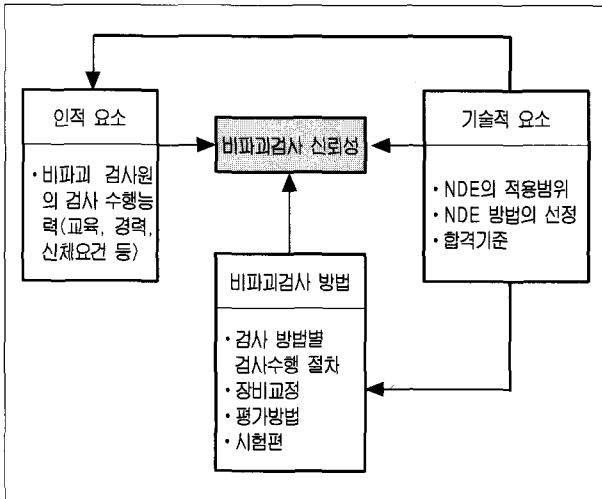 인적 요소
· 비파괴 검사원
의 검사 수행능
력(교육, 경력,
신체요건 등)
비파괴검사 신뢰성
기술적 요소
· NDE의 적용범위
· NDE 방법의 선정
· 합격기준
비파괴검사 방법
· 검사 방법별
검사수행 절차
· 장비교정
· 평가방법
· 시험편